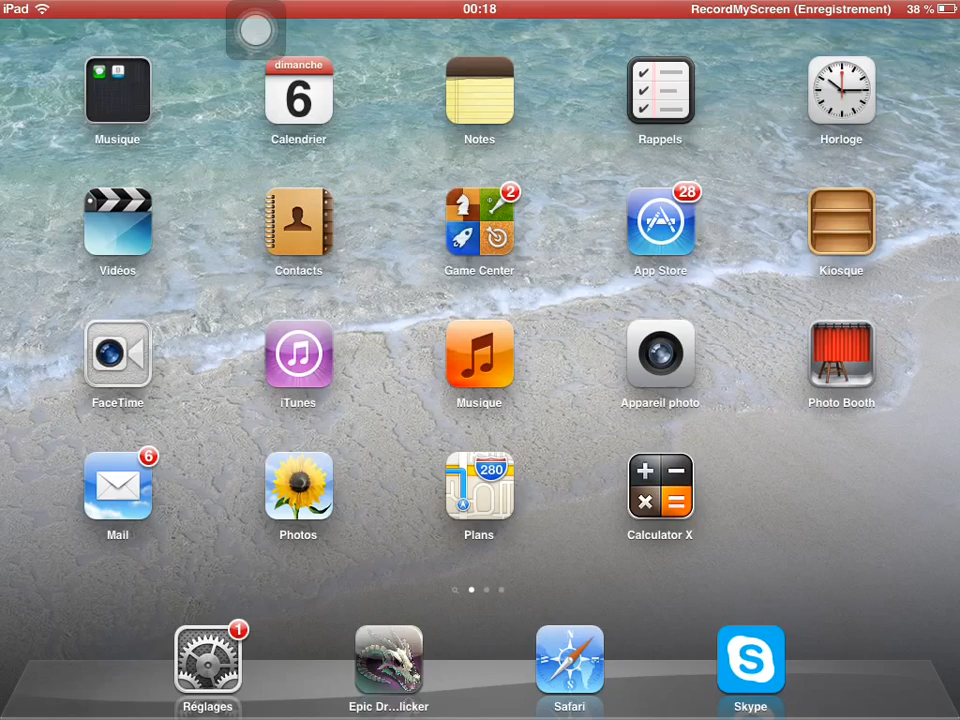 iPad 00:18 RecordMyScreen (Enregistrement) 38 %
dimanche
6
Musique Calendrier Notes Rappels Horloge
2 28
Vidéos Contacts Game Center App Store Kiosque
FaceTime iTunes Musique Appareil photo Photo Booth
6
280
Mail Photos Plans Calculator X
1
N
S
Réglages Epic Dr...licker Safari Skype